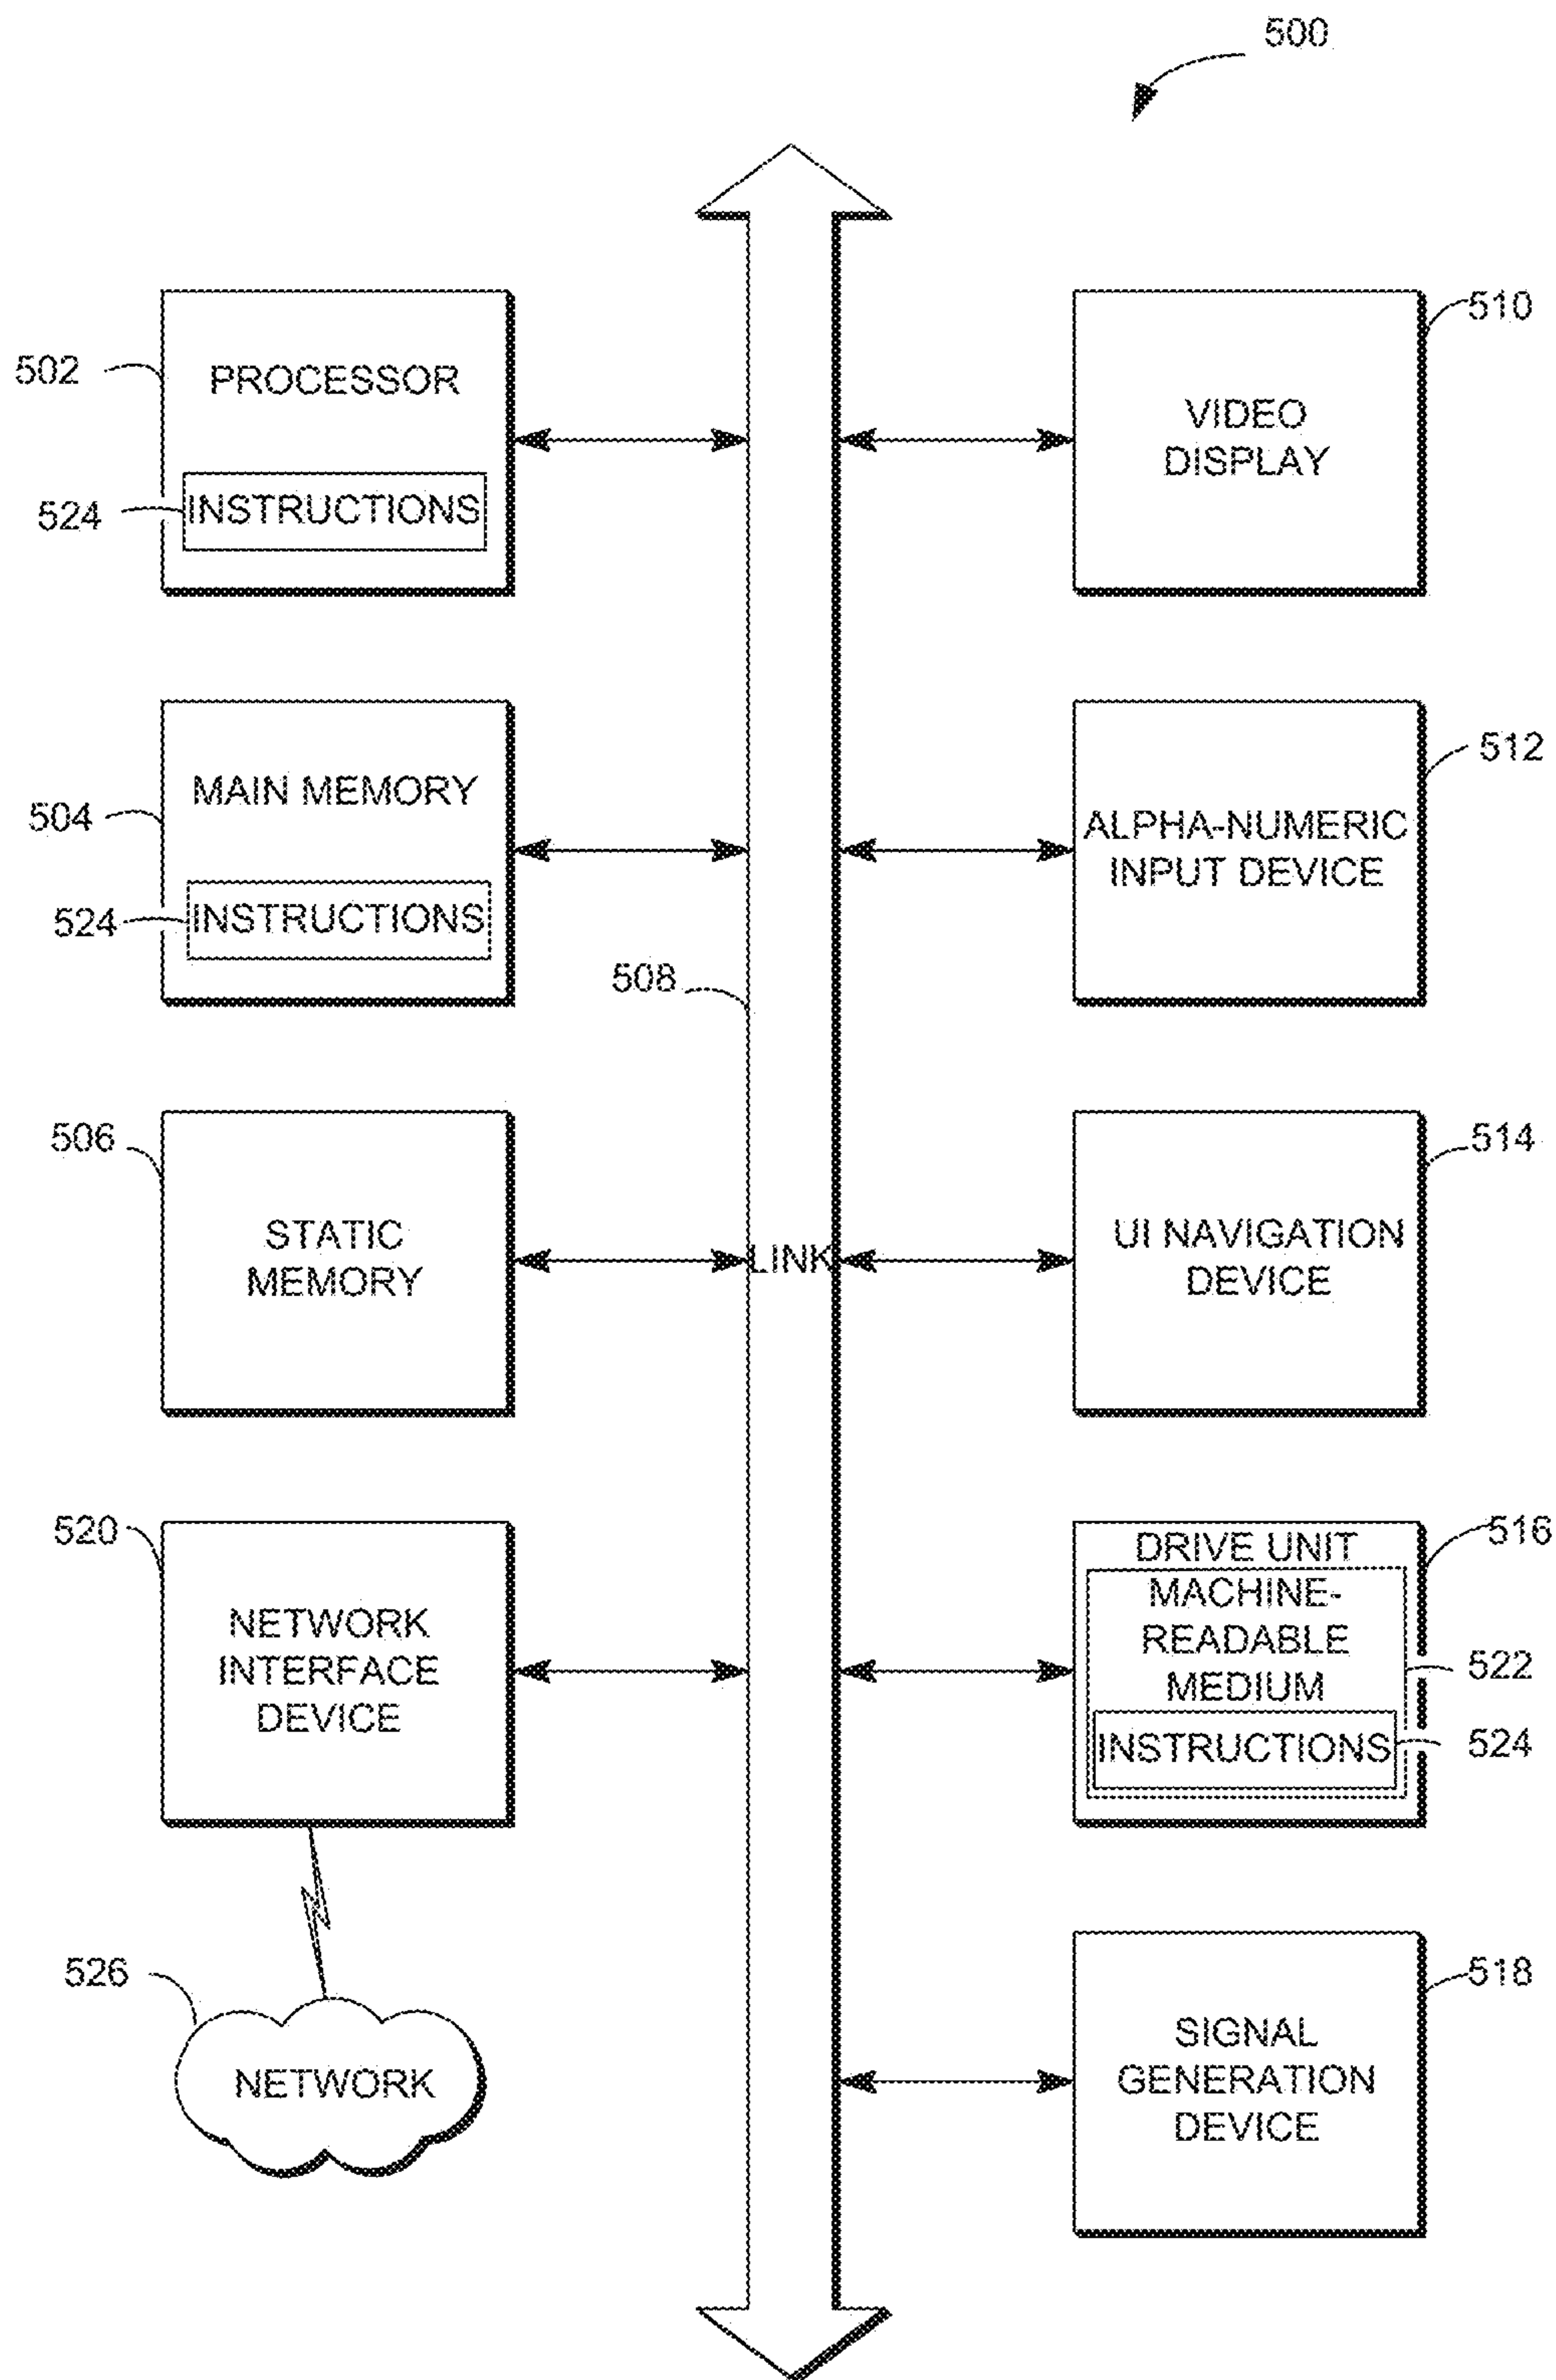 500
502
PROCESSOR
524
INSTRUCTIONS
510
VIDEO
DISPLAY
504
MAIN MEMORY
524
INSTRUCTIONS
512
ALPHA-NUMERIC
INPUT DEVICE
508
506
STATIC
MEMORY
LINK
514
UI NAVIGATION
DEVICE
520
NETWORK
INTERFACE
DEVICE
516
DRIVE UNIT
MACHINE-
READABLE
MEDIUM
522
INSTRUCTIONS
524
526
NETWORK
518
SIGNAL
GENERATION
DEVICE